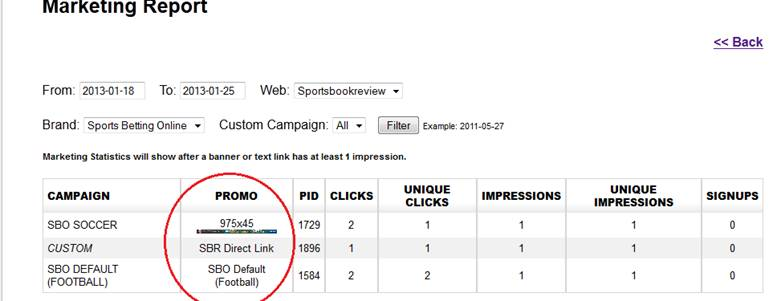 Marketing Report
<< Back
From: 2013-01-18 To: 2013-01-25 Web: Sportsbookreview
Brand: Sports Betting Online Custom Campaign: All Filter Example: 2011-05-27
Marketing Statistics will show after a banner or text link has at least 1 impression.
CAMPAIGN PROMO PID CLICKS UNIQUE CLICKS IMPRESSIONS UNIQUE IMPRESSIONS SIGNUPS
SBO SOCCER 975x45 1729 2 1 1 1 0
CUSTOM SBR Direct Link 1896 1 1 1 1 0
SBO DEFAULT (FOOTBALL) SBO Default (Football) 1584 2 2 1 1 0